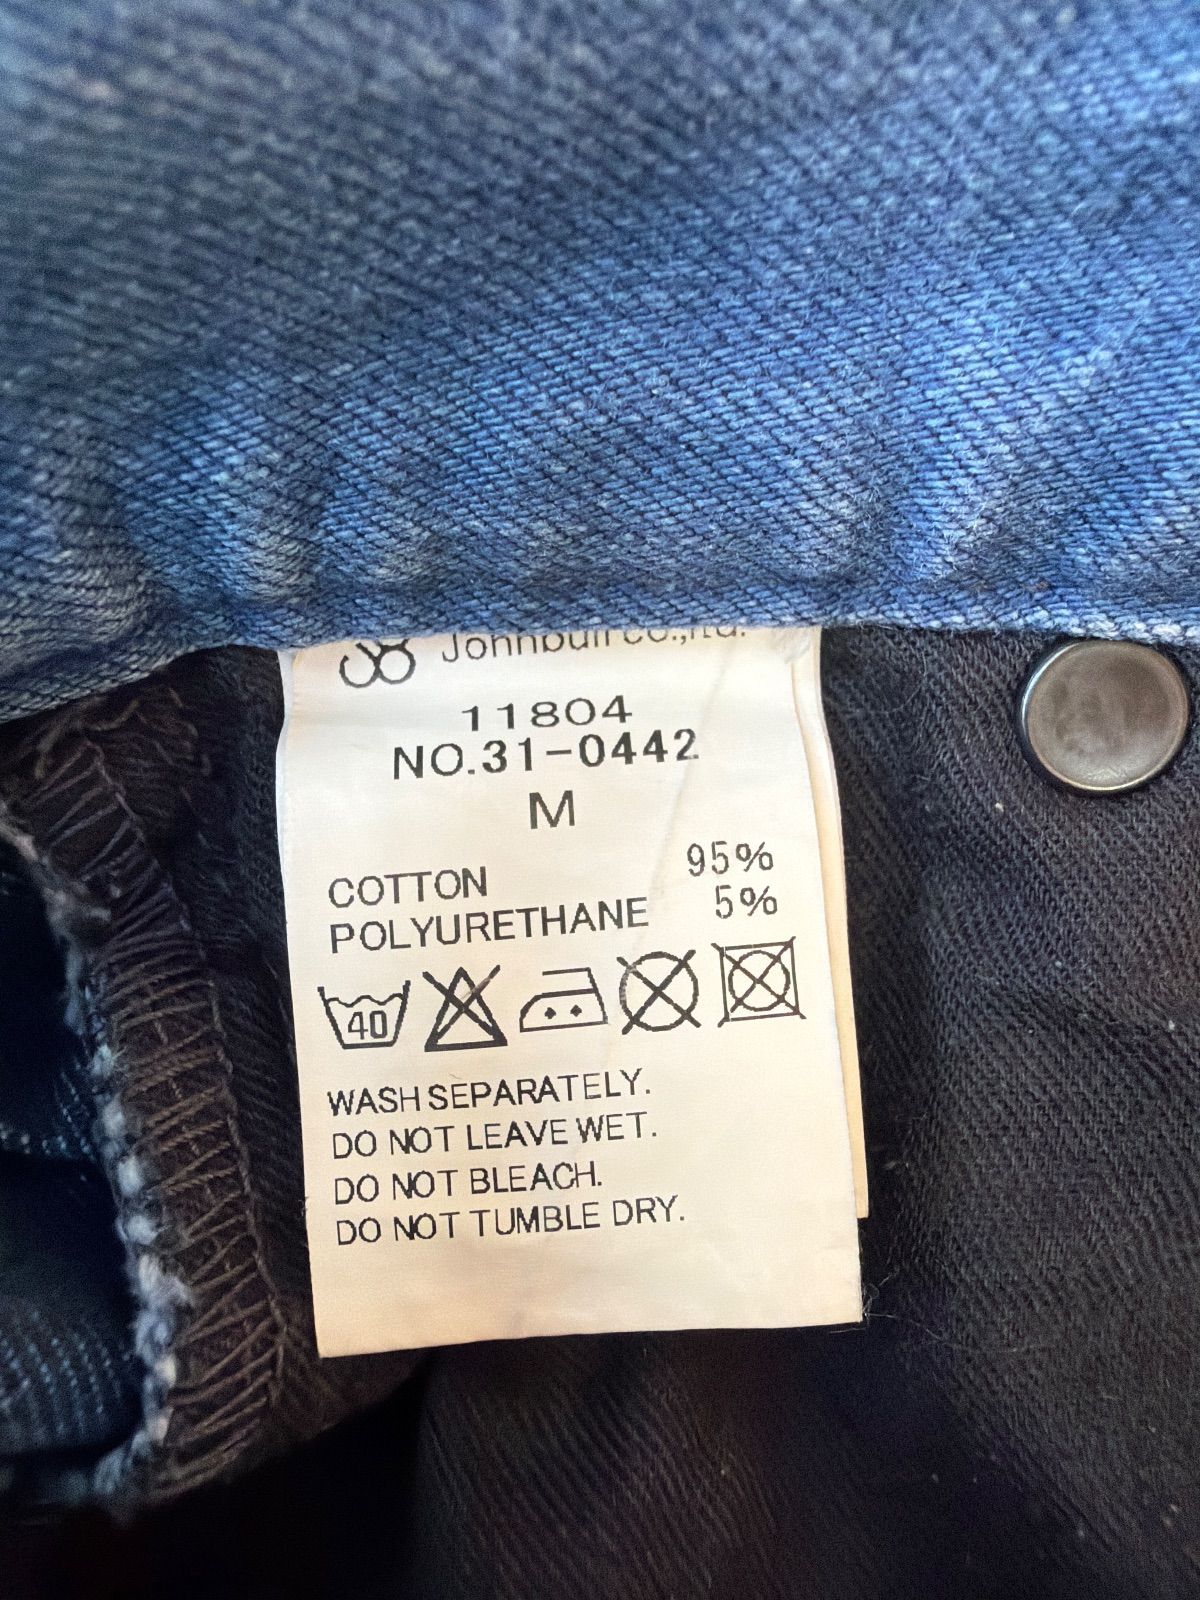 Johnbull co.,ltd.
11804
NO.31-0442
M
COTTON 95%
POLYURETHANE 5%
40
WASH SEPARATELY.
DO NOT LEAVE WET.
DO NOT BLEACH.
DO NOT TUMBLE DRY.